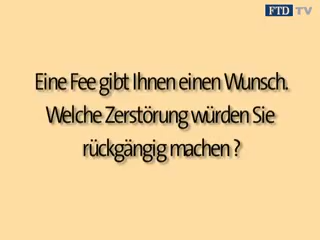 FTD TV
Eine Fee gibt Ihnen einen Wunsch.
Welche Zerstörung würden Sie
rückgängig machen ?